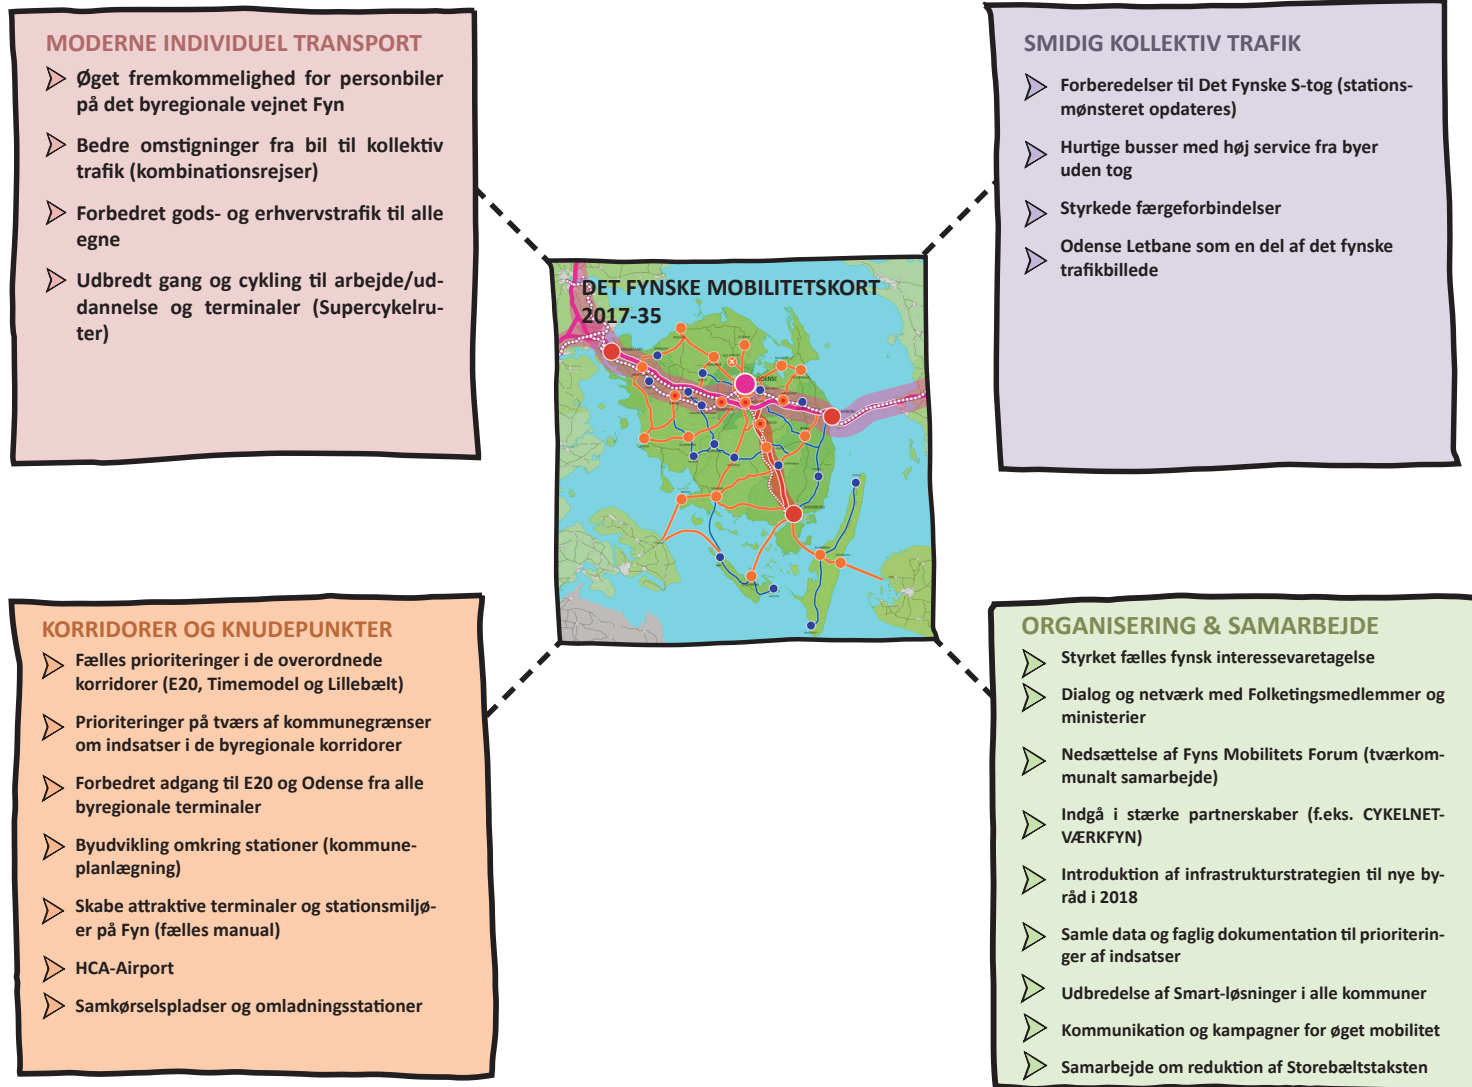 MODERNE INDIVIDUEL TRANSPORT
Øget fremkommelighed for personbiler
på det byregionale vejnet Fyn
Bedre omstigninger fra bil til kollektiv
trafik (kombinationsrejser)
Forbedret gods- og erhvervstrafik til alle
egne
Udbredt gang og cykling til arbejde/ud-
dannelse og terminaler (Supercykelru-
ter)
SMIDIG KOLLEKTIV TRAFIK
Forberedelser til Det Fynske S-tog (stations-
mønsteret opdateres)
Hurtige busser med høj service fra byer
uden tog
Styrkede færgeforbindelser
Odense Letbane som en del af det fynske
trafikbillede
DET FYNSKE MOBILITETSKORT
2017-35
ODENSE
KORRIDORER OG KNUDEPUNKTER
Fælles prioriteringer i de overordnede
korridorer (E20, Timemodel og Lillebælt)
Prioriteringer på tværs af kommunegrænser
om indsatser i de byregionale korridorer
Forbedret adgang til E20 og Odense fra alle
byregionale terminaler
Byudvikling omkring stationer (kommune-
planlægning)
Skabe attraktive terminaler og stationsmiljø-
er på Fyn (fælles manual)
HCA-Airport
Samkørselspladser og omladningsstationer
ORGANISERING & SAMARBEJDE
Styrket fælles fynsk interessevaretagelse
Dialog og netværk med Folketingsmedlemmer og
ministerier
Nedsættelse af Fyns Mobilitets Forum (tværkom-
munalt samarbejde)
Indgå i stærke partnerskaber (f.eks. CYKELNET-
VÆRKFYN)
Introduktion af infrastrukturstrategien til nye by-
råd i 2018
Samle data og faglig dokumentation til prioriterin-
ger af indsatser
Udbredelse af Smart-løsninger i alle kommuner
Kommunikation og kampagner for øget mobilitet
Samarbejde om reduktion af Storebæltstaksten